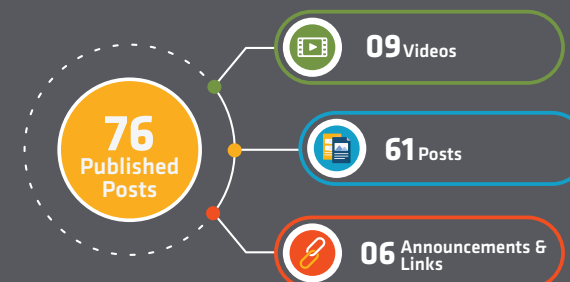 76
Published
Posts
09 Videos
61 Posts
06 Announcements &
Links